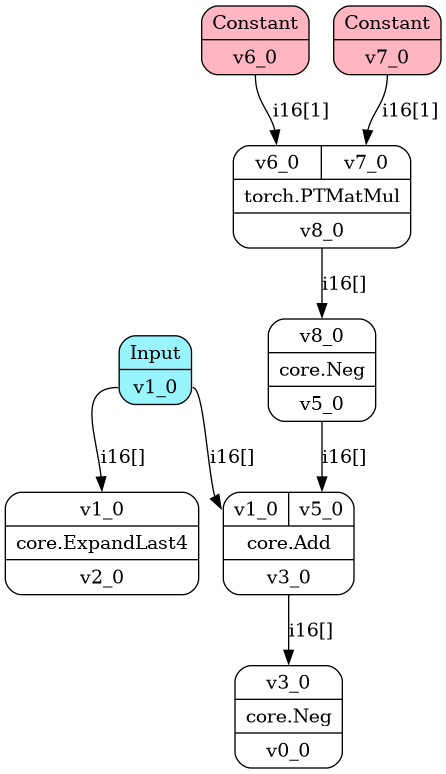 Constant
v6_0
Constant
v7_0
i16[1]
i16[1]
v6_0
v7_0
torch.PTMatMul
v8_0
i16[]
Input
v1_0
v8_0
core.Neg
v5_0
i16[]
i16[]
i16[]
v1_0
core.ExpandLast4
v2_0
v1_0
v5_0
core.Add
v3_0
i16[]
v3_0
core.Neg
v0_0